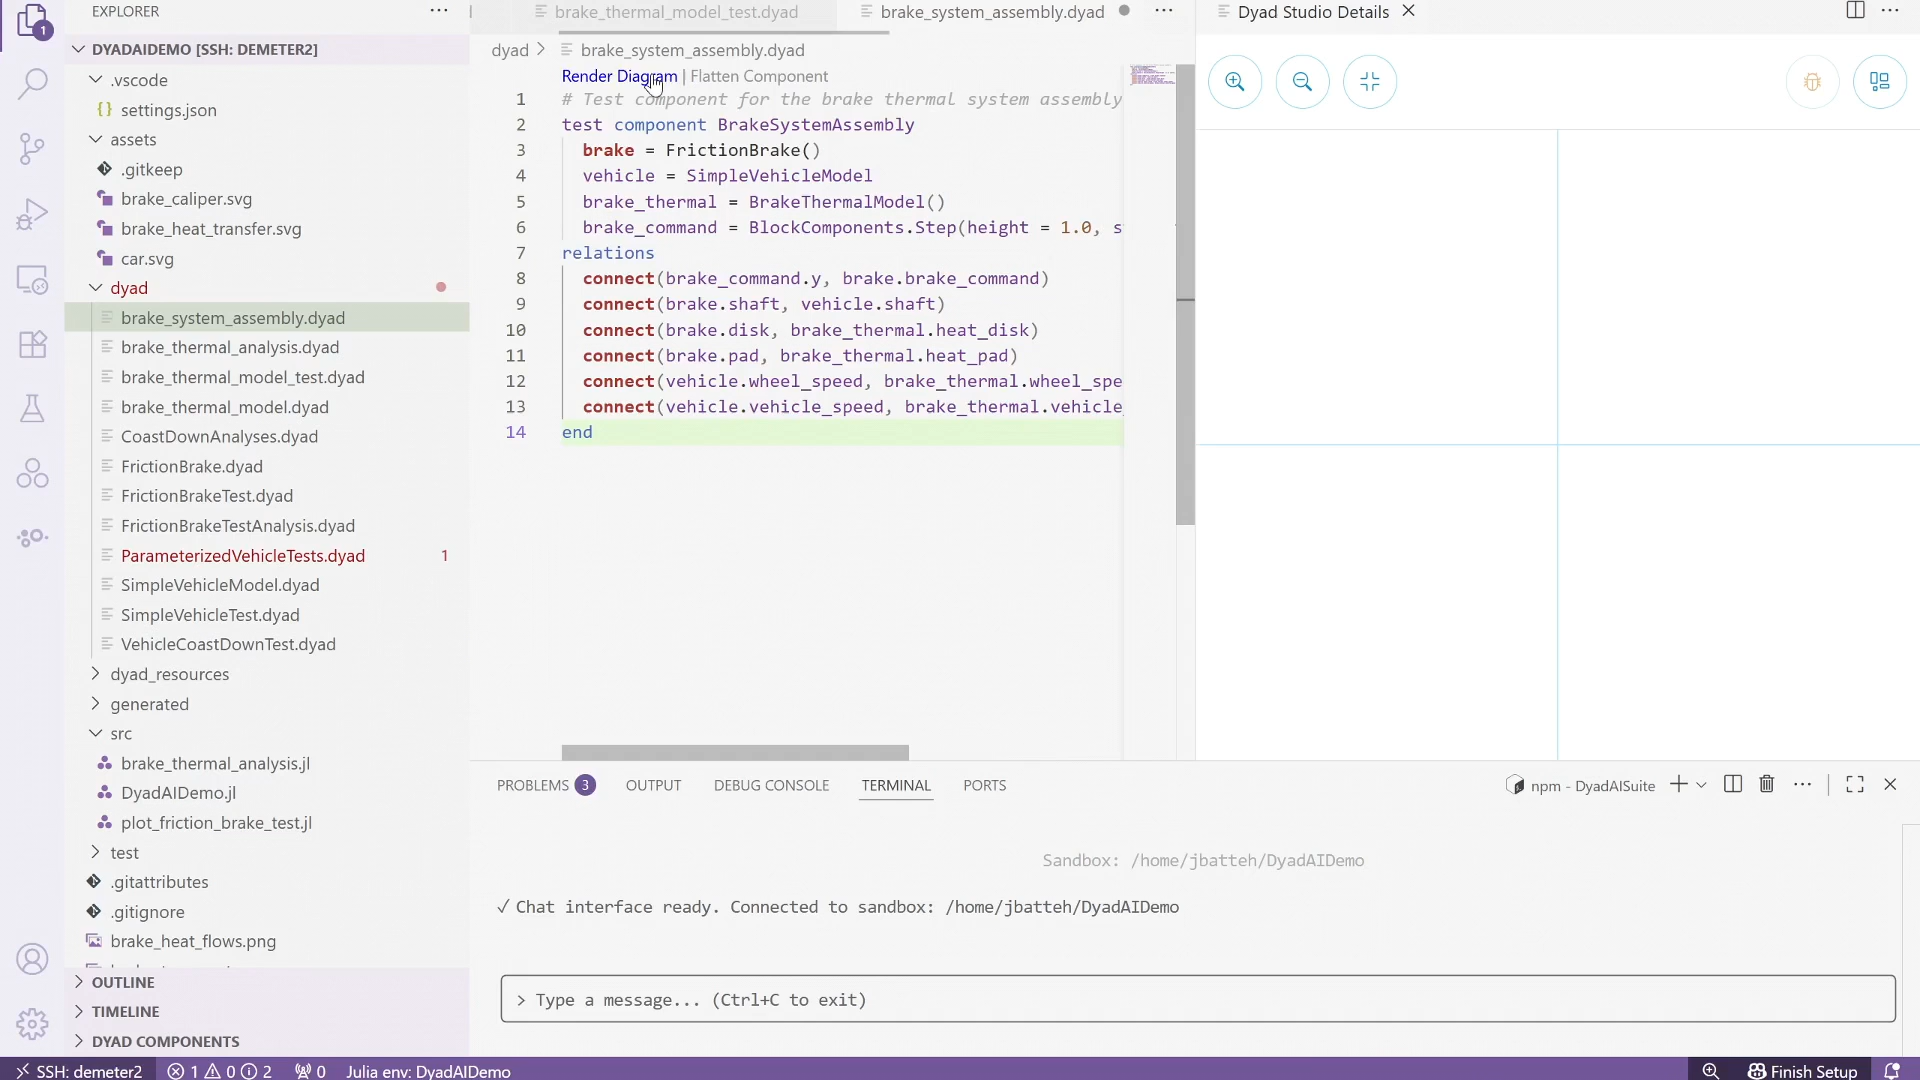 EXPLORER
brake_thermal_model_test.dyad
brake_system_assembly.dyad
Dyad Studio Details
1
DYADAIDEMO [SSH: DEMETER2]
dyad
brake_system_assembly.dyad
.vscode
Render Diagram | Flatten Component
settings.json
1 # Test component for the brake thermal system assembly
2 test component BrakeSystemAssembly
assets
3 brake = FrictionBrake()
.gitkeep
4 vehicle = SimpleVehicleModel
brake_caliper.svg
5 brake_thermal = BrakeThermalModel()
brake_heat_transfer.svg
6 brake_command = BlockComponents.Step(height = 1.0, s
car.svg
7 relations
8 connect(brake_command.y, brake.brake_command)
dyad
9 connect(brake.shaft, vehicle.shaft)
brake_system_assembly.dyad
10 connect(brake.disk, brake_thermal.heat_disk)
brake_thermal_analysis.dyad
11 connect(brake.pad, brake_thermal.heat_pad)
brake_thermal_model_test.dyad
12 connect(vehicle.wheel_speed, brake_thermal.wheel_spe
brake_thermal_model.dyad
13 connect(vehicle.vehicle_speed, brake_thermal.vehicle_
CoastDownAnalyses.dyad
14 end
FrictionBrake.dyad
FrictionBrakeTest.dyad
FrictionBrakeTestAnalysis.dyad
ParameterizedVehicleTests.dyad 1
SimpleVehicleModel.dyad
SimpleVehicleTest.dyad
VehicleCoastDownTest.dyad
dyad_resources
generated
src
brake_thermal_analysis.jl
DyadAIDemo.jl
plot_friction_brake_test.jl
test
.gitattributes
.gitignore
brake_heat_flows.png
OUTLINE
TIMELINE
DYAD COMPONENTS
PROBLEMS 3 OUTPUT DEBUG CONSOLE TERMINAL PORTS
npm - DyadAISuite
Sandbox: /home/jbatteh/DyadAIDemo
✓ Chat interface ready. Connected to sandbox: /home/jbatteh/DyadAIDemo
> Type a message... (Ctrl+C to exit)
SSH: demeter2 1 0 2 0 Julia env: DyadAIDemo
Finish Setup